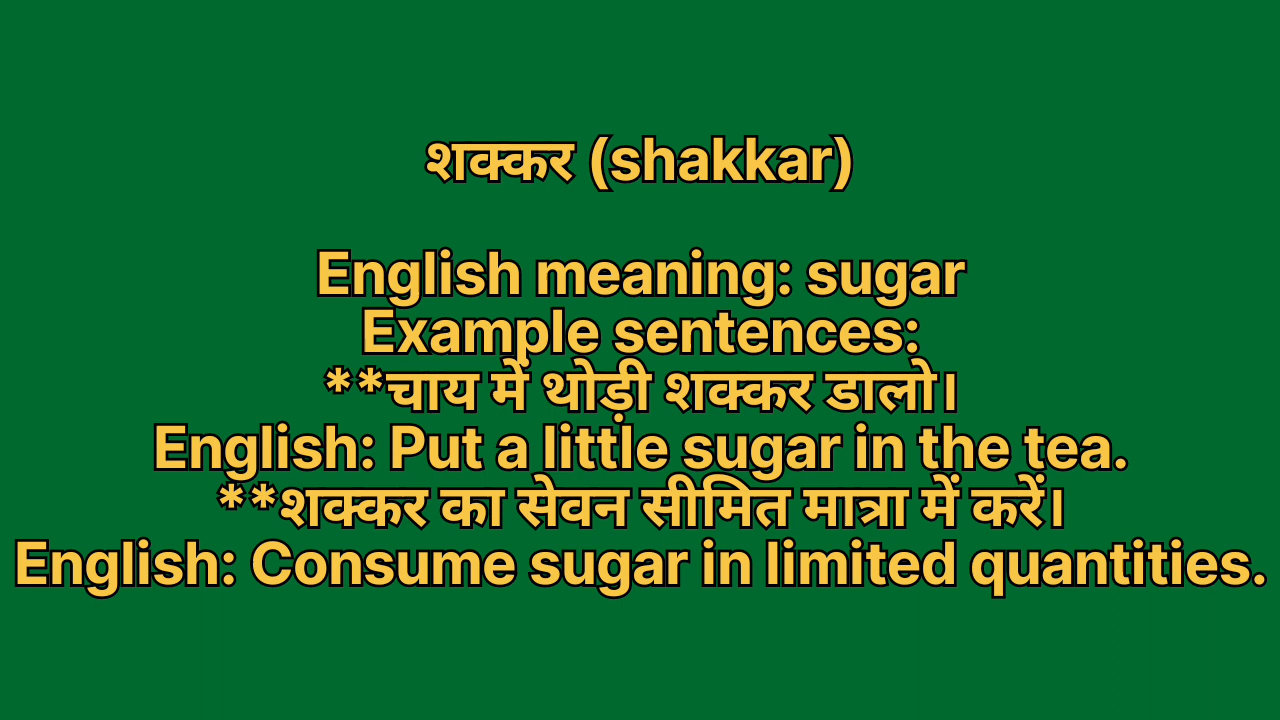 शक्कर (shakkar)
English meaning: sugar
Example sentences:
**चाय में थोड़ी शक्कर डालो।
English: Put a little sugar in the tea.
**शक्कर का सेवन सीमित मात्रा में करें।
English: Consume sugar in limited quantities.